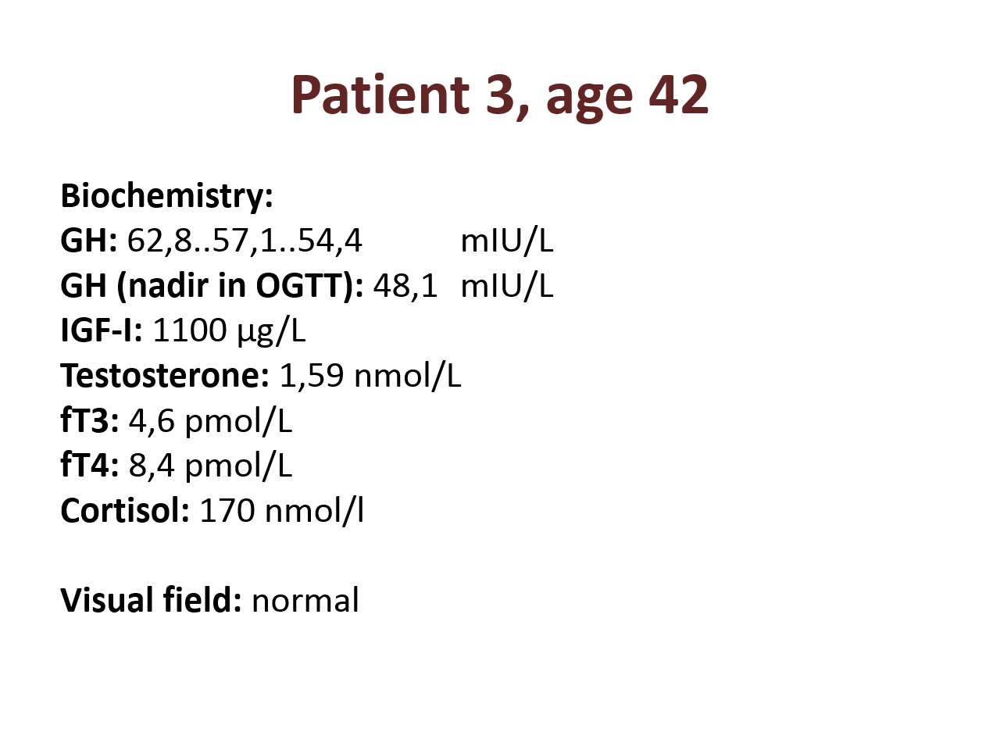 Patient 3, age 42
Biochemistry:
GH: 62,8..57,1..54,4 mIU/L
GH (nadir in OGTT): 48,1 mIU/L
IGF-I: 1100 µg/L
Testosterone: 1,59 nmol/L
fT3: 4,6 pmol/L
fT4: 8,4 pmol/L
Cortisol: 170 nmol/l
Visual field: normal